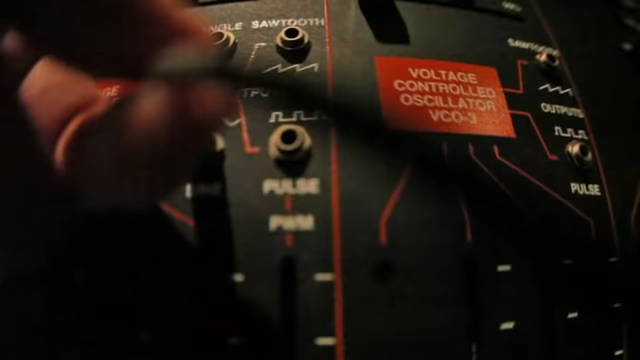 SAWTOOTH
PULSE
PWM
VOLTAGE
CONTROLLED
OSCILLATOR
VCO-3
SAWTOOTH
OUTPUTS
PULSE